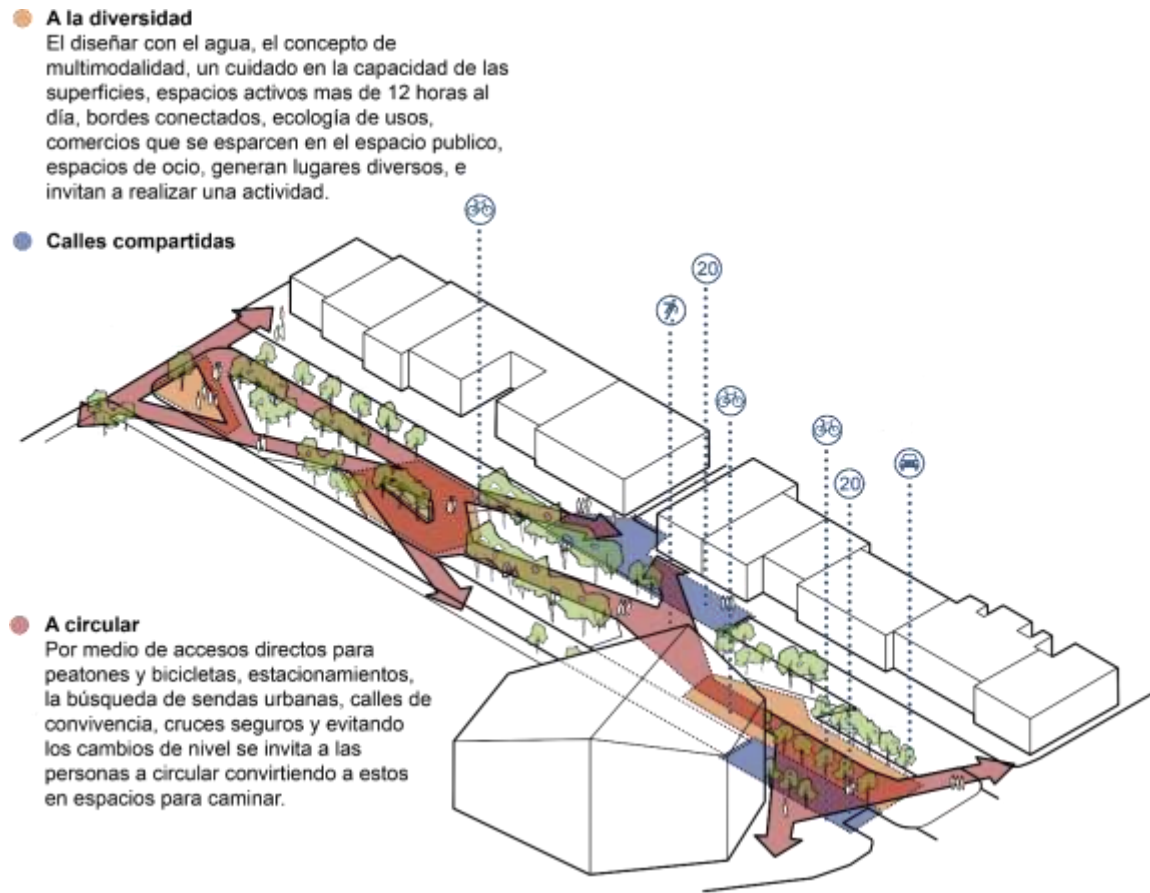 A la diversidad
El diseñar con el agua, el concepto de
multimodalidad, un cuidado en la capacidad de las
superficies, espacios activos mas de 12 horas al
día, bordes conectados, ecología de usos,
comercios que se esparcen en el espacio publico,
espacios de ocio, generan lugares diversos, e
invitan a realizar una actividad.
Calles compartidas
20
20
A circular
Por medio de accesos directos para
peatones y bicicletas, estacionamientos,
la búsqueda de sendas urbanas, calles de
convivencia, cruces seguros y evitando
los cambios de nivel se invita a las
personas a circular convirtiendo a estos
en espacios para caminar.